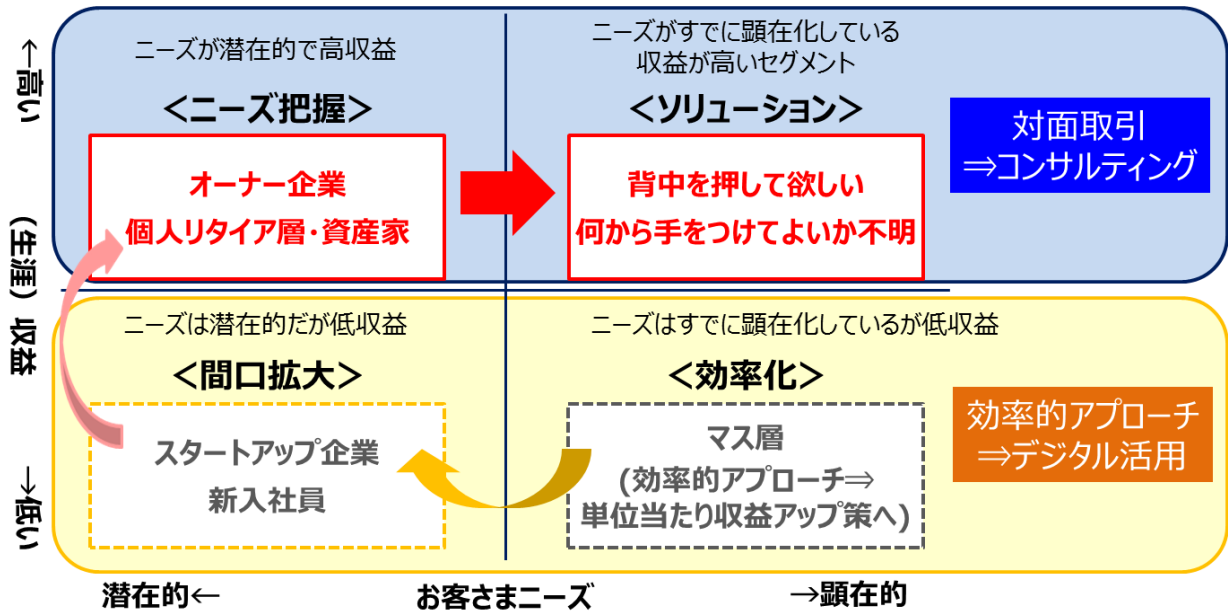 ニーズが潜在的で高収益
<ニーズ把握>
オーナー企業
個人リタイア層・資産家
ニーズがすでに顕在化している
収益が高いセグメント
<ソリューション>
背中を押して欲しい
何から手をつけてよいか不明
対面取引
⇒コンサルティング
←高い
(生涯)収益
→低い
ニーズは潜在的だが低収益
<間口拡大>
スタートアップ企業
新入社員
ニーズはすでに顕在化しているが低収益
<効率化>
マス層
(効率的アプローチ⇒
単位当たり収益アップ策へ)
効率的アプローチ
⇒デジタル活用
潜在的←
お客さまニーズ
→顕在的